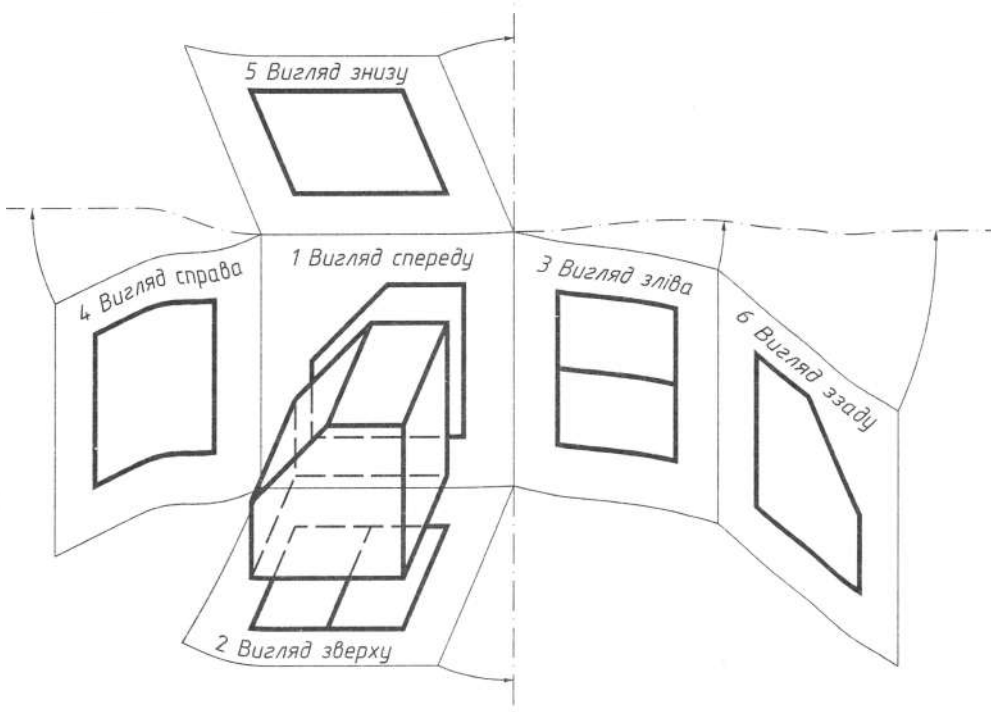 5 Вигляд знизу
4 Вигляд справа
1 Вигляд спереду
3 Вигляд зліва
6 Вигляд ззаду
2 Вигляд зверху